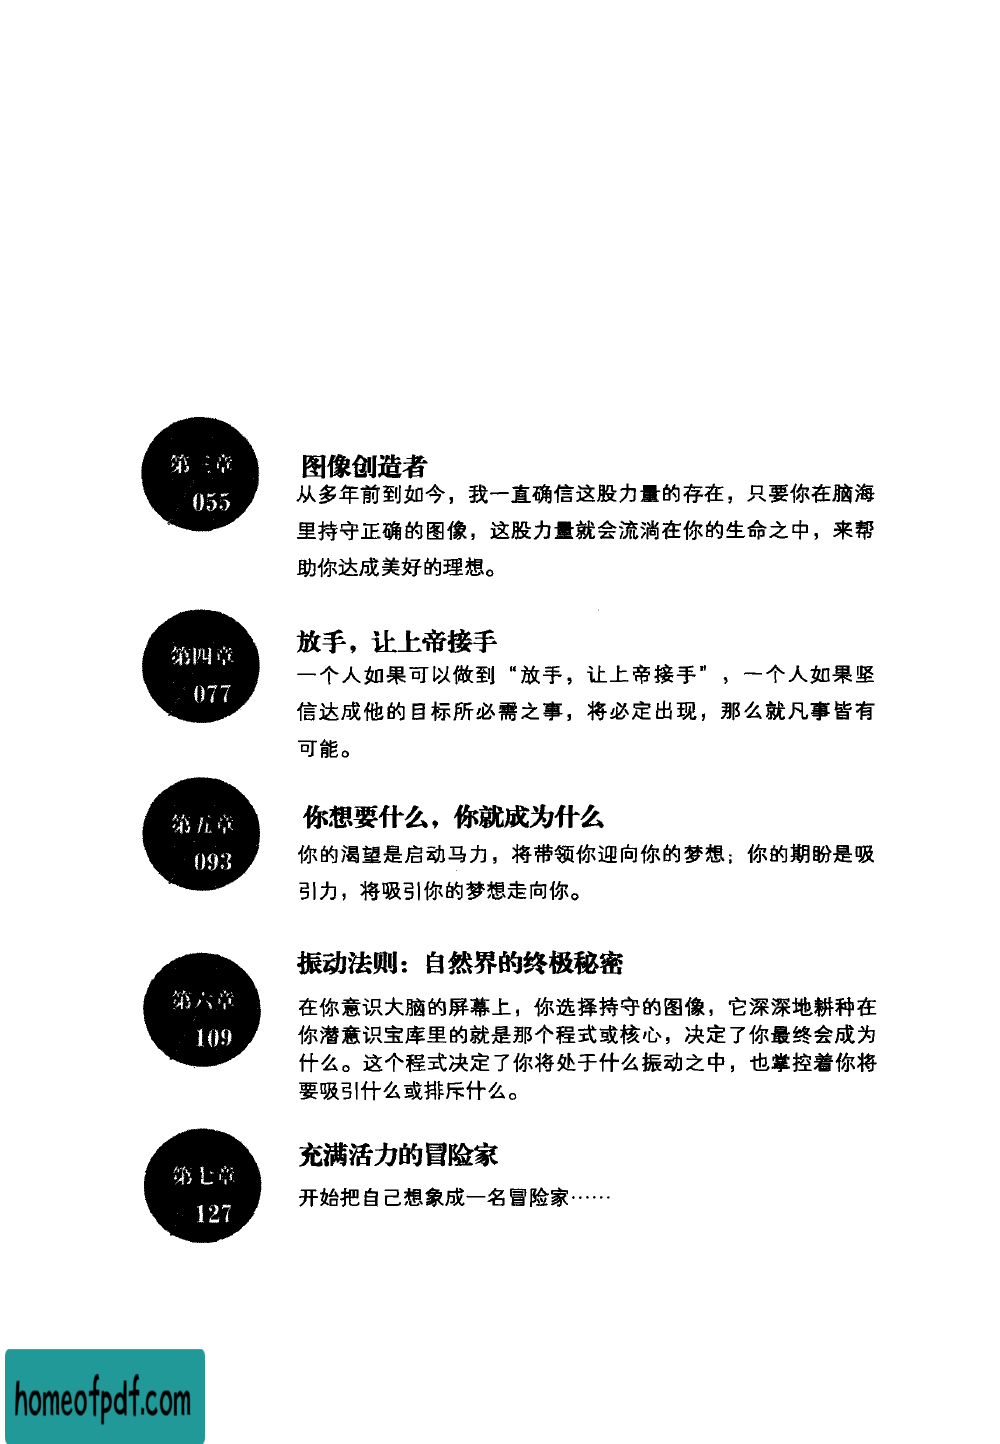 第三章
055
图像创造者
从多年前到如今，我一直确信这股力量的存在，只要你在脑海
里持守正确的图像，这股力量就会流淌在你的生命之中，来帮
助你达成美好的理想。
第四章
077
放手，让上帝接手
一个人如果可以做到“放手，让上帝接手”，一个人如果坚
信达成他的目标所必需之事，将必定出现，那么就凡事皆有
可能。
第五章
093
你想要什么，你就成为什么
你的渴望是启动马力，将带领你迎向你的梦想；你的期盼是吸
引力，将吸引你的梦想走向你。
第六章
109
振动法则：自然界的终极秘密
在你意识大脑的屏幕上，你选择持守的图像，它深深地耕种在
你潜意识宝库里的就是那个程式或核心，决定了你最终会成为
什么。这个程式决定了你将处于什么振动之中，也掌控着你将
要吸引什么或排斥什么。
第七章
127
充满活力的冒险家
开始把自己想象成一名冒险家……
homeofpdf.com